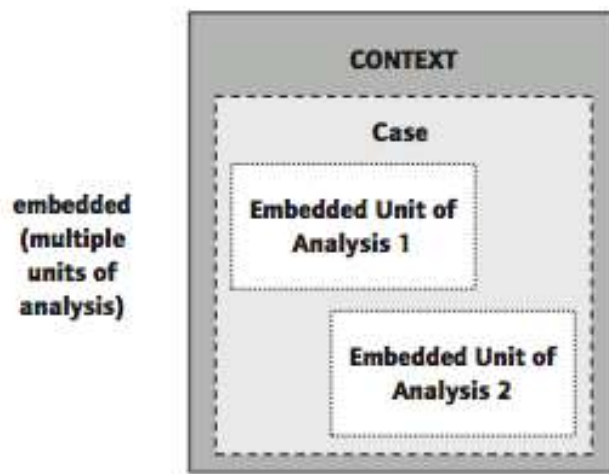 CONTEXT
Case
embedded
(multiple
units of
analysis)
Embedded Unit of
Analysis 1
Embedded Unit of
Analysis 2